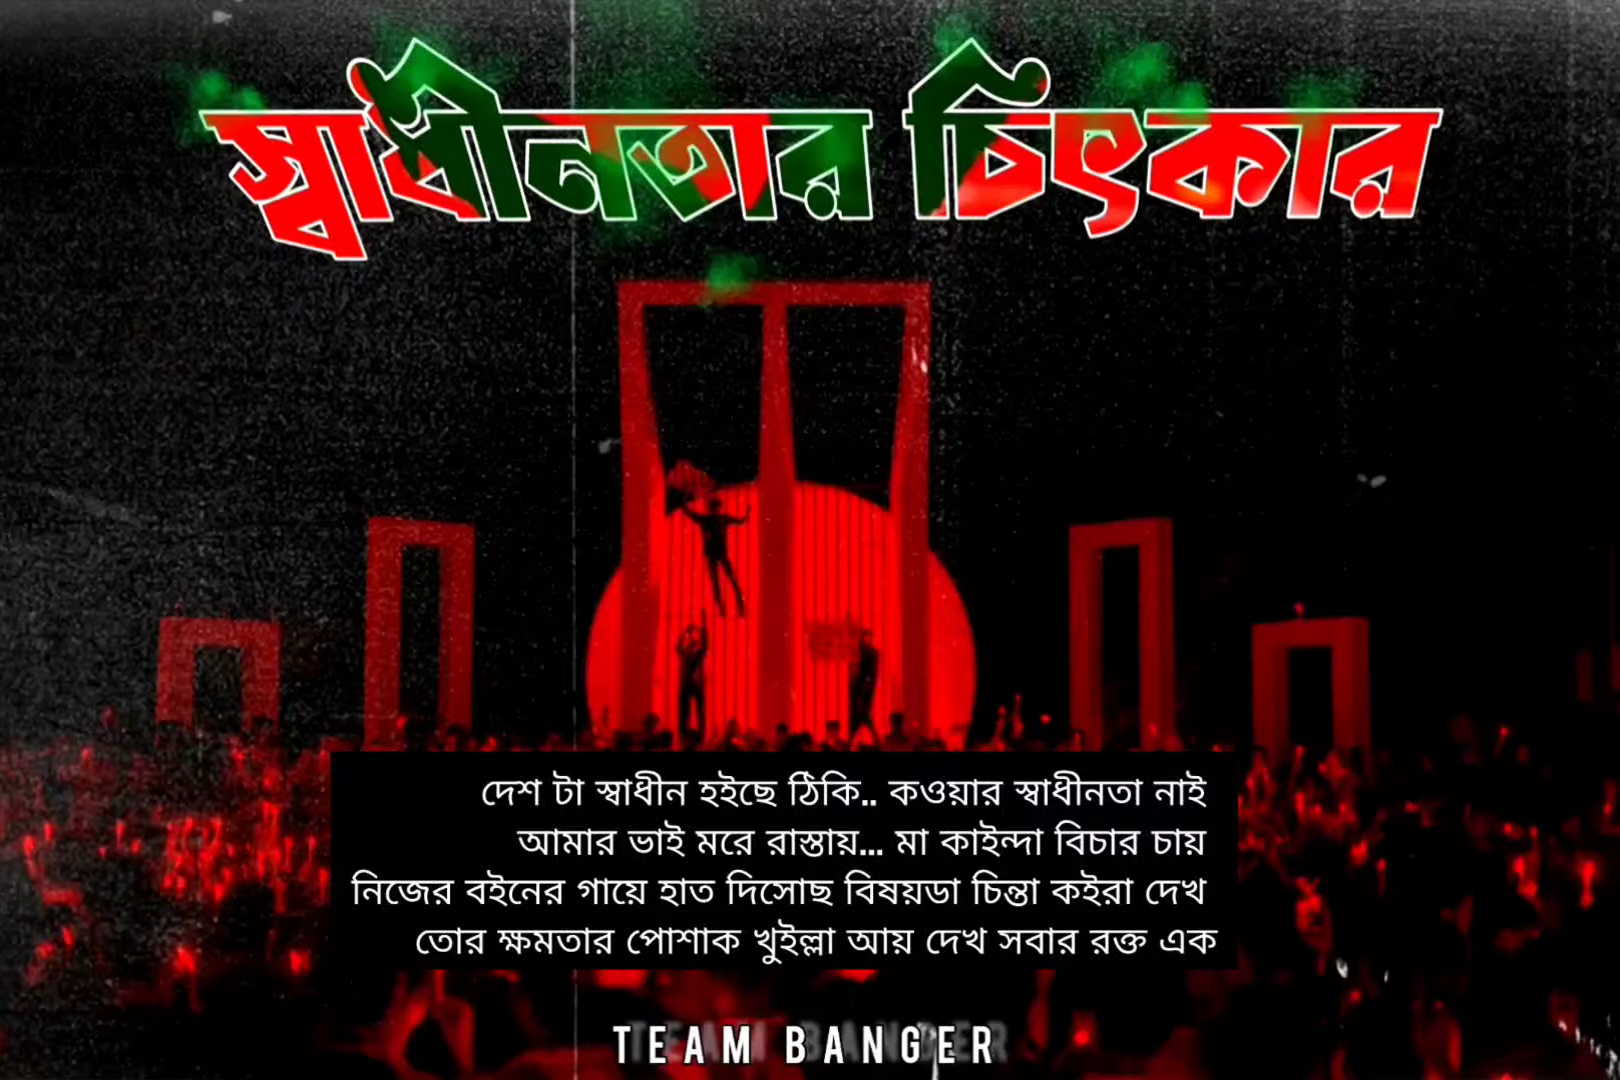 স্বাধীনতার চিৎকার
দেশ টা স্বাধীন হইছে ঠিকি.. কওয়ার স্বাধীনতা নাই
আমার ভাই মরে রাস্তায়... মা কাইন্দা বিচার চায়
নিজের বইনের গায়ে হাত দিসোছ বিষয়ডা চিন্তা কইরা দেখ
তোর ক্ষমতার পোশাক খুইল্লা আয় দেখ সবার রক্ত এক
TEAM BANGER